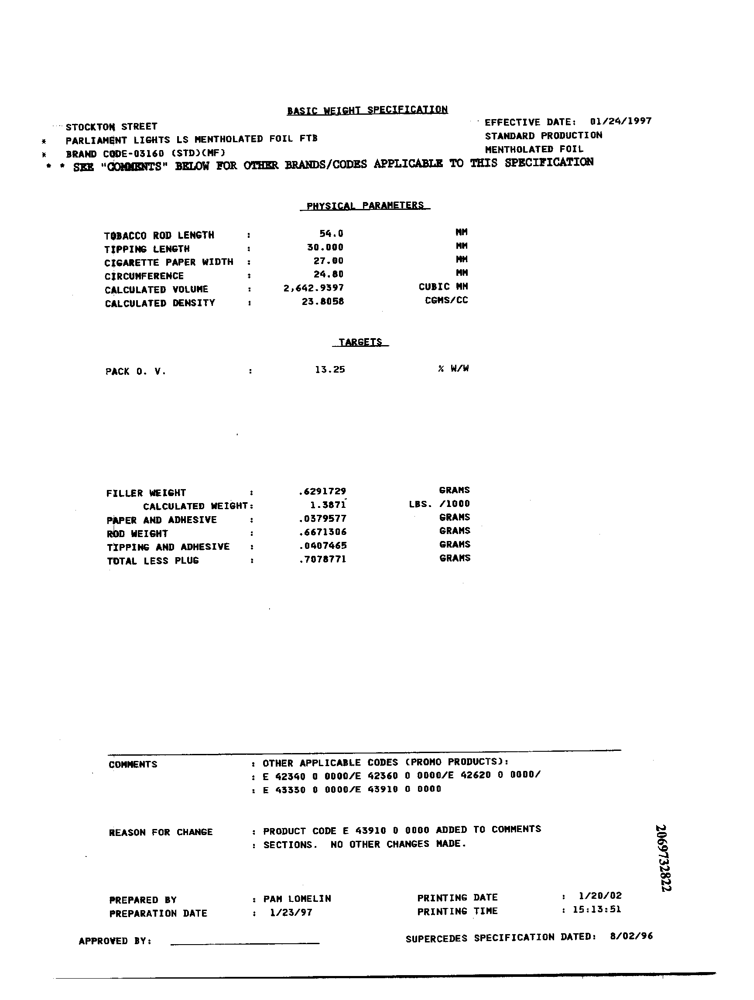 BASIC WEIGHT SPECIFICATION
STOCKTON STREET EFFECTIVE DATE: 01/24/1997
* PARLIAMENT LIGHTS LS MENTHOLATED FOIL FTB STANDARD PRODUCTION
* BRAND CODE-03160 (STD)(MF) MENTHOLATED FOIL
* * SEE "COMMENTS" BELOW FOR OTHER BRANDS/CODES APPLICABLE TO THIS SPECIFICATION
PHYSICAL PARAMETERS
TOBACCO ROD LENGTH : 54.0 MM
TIPPING LENGTH : 30.000 MM
CIGARETTE PAPER WIDTH : 27.00 MM
CIRCUMFERENCE : 24.80 MM
CALCULATED VOLUME : 2,642.9397 CUBIC MM
CALCULATED DENSITY : 23.8058 CGMS/CC
TARGETS
PACK O. V. : 13.25 % W/W
FILLER WEIGHT : .6291729 GRAMS
CALCULATED WEIGHT: 1.3871 LBS. /1000
PAPER AND ADHESIVE : .0379577 GRAMS
ROD WEIGHT : .6671306 GRAMS
TIPPING AND ADHESIVE : .0407465 GRAMS
TOTAL LESS PLUG : .7078771 GRAMS
COMMENTS : OTHER APPLICABLE CODES (PROMO PRODUCTS):
: E 42340 0 0000/E 42360 0 0000/E 42620 0 0000/
: E 43330 0 0000/E 43910 0 0000
REASON FOR CHANGE : PRODUCT CODE E 43910 0 0000 ADDED TO COMMENTS
: SECTIONS. NO OTHER CHANGES MADE.
2069732822
PREPARED BY : PAM LOMELIN PRINTING DATE : 1/20/02
PREPARATION DATE : 1/23/97 PRINTING TIME : 15:13:51
APPROVED BY: SUPERCEDES SPECIFICATION DATED: 8/02/96